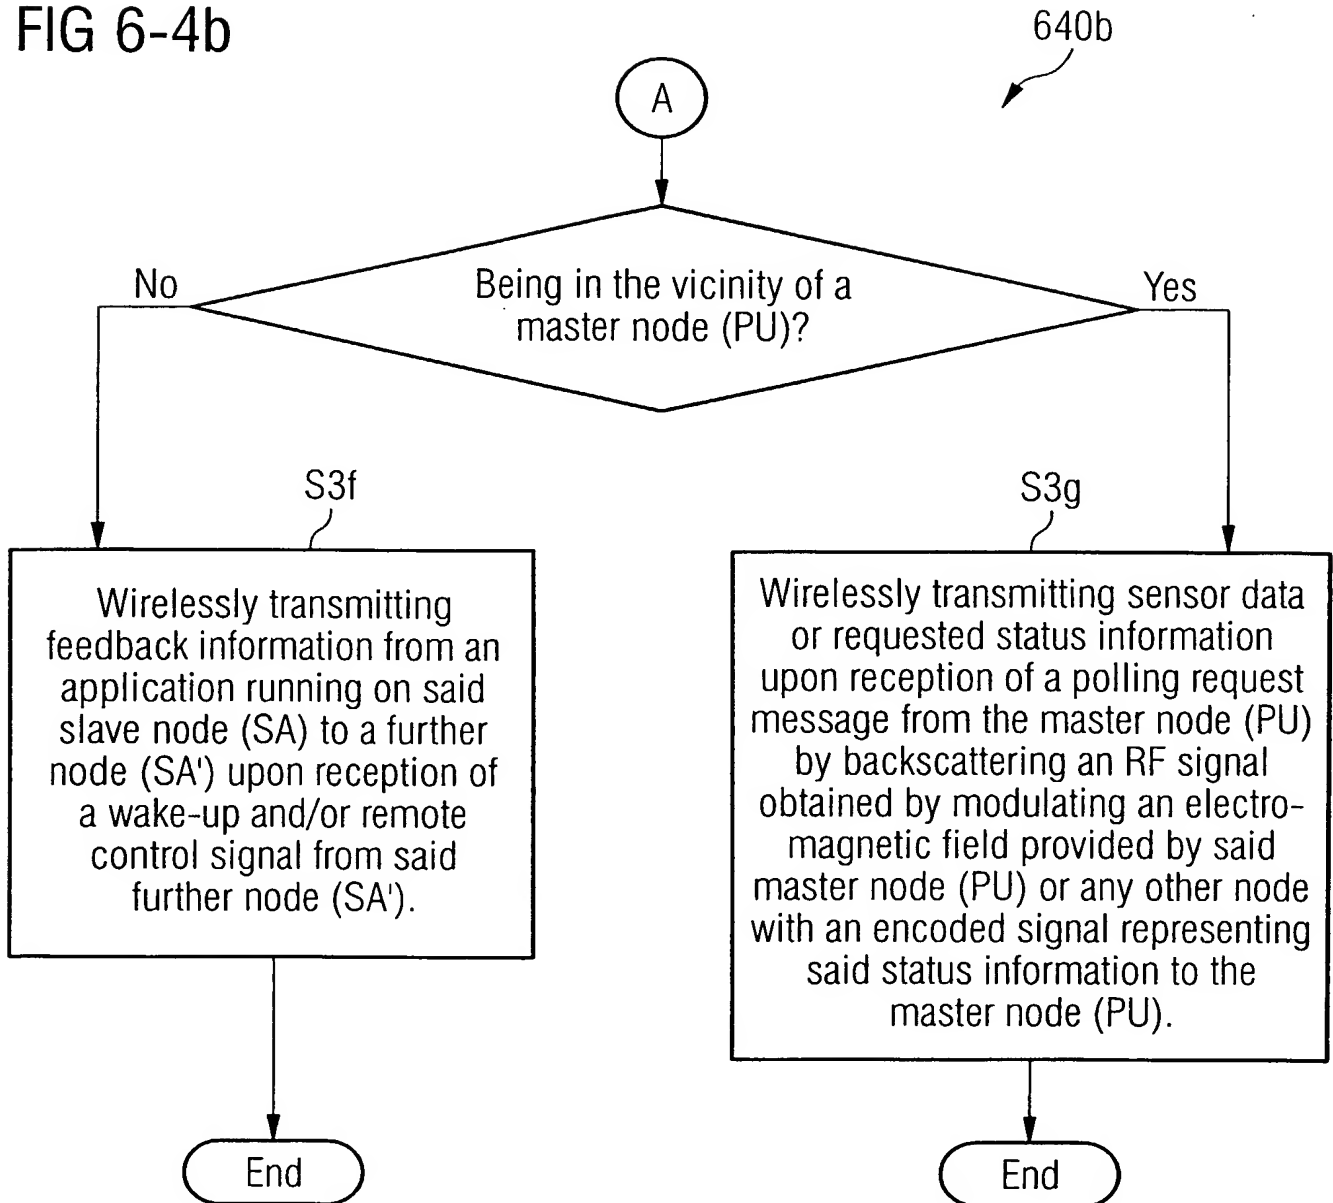 FIG 6-4b
640b
A
Being in the vicinity of a
master node (PU)?
No
Yes
S3f
Wirelessly transmitting
feedback information from an
application running on said
slave node (SA) to a further
node (SA') upon reception of
a wake-up and/or remote
control signal from said
further node (SA').
End
S3g
Wirelessly transmitting sensor data
or requested status information
upon reception of a polling request
message from the master node (PU)
by backscattering an RF signal
obtained by modulating an electro-
magnetic field provided by said
master node (PU) or any other node
with an encoded signal representing
said status information to the
master node (PU).
End